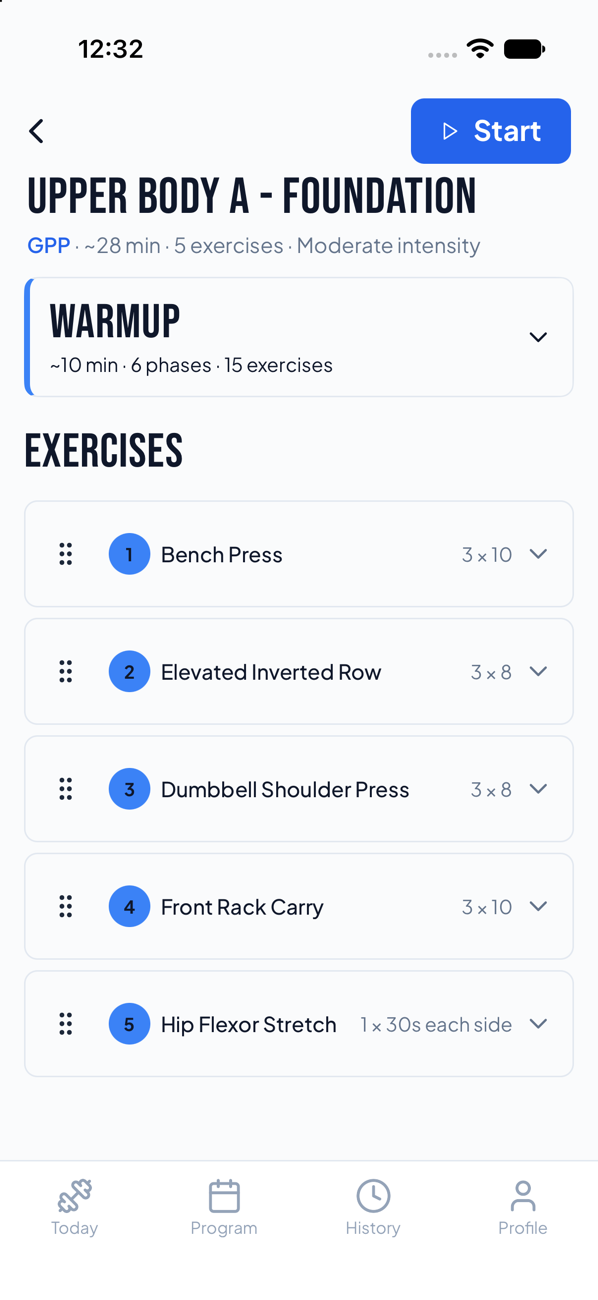 12:32
Start
UPPER BODY A - FOUNDATION
GPP · ~28 min · 5 exercises · Moderate intensity
WARMUP
~10 min · 6 phases · 15 exercises
EXERCISES
1 Bench Press 3 × 10
2 Elevated Inverted Row 3 × 8
3 Dumbbell Shoulder Press 3 × 8
4 Front Rack Carry 3 × 10
5 Hip Flexor Stretch 1 × 30s each side
Today Program History Profile